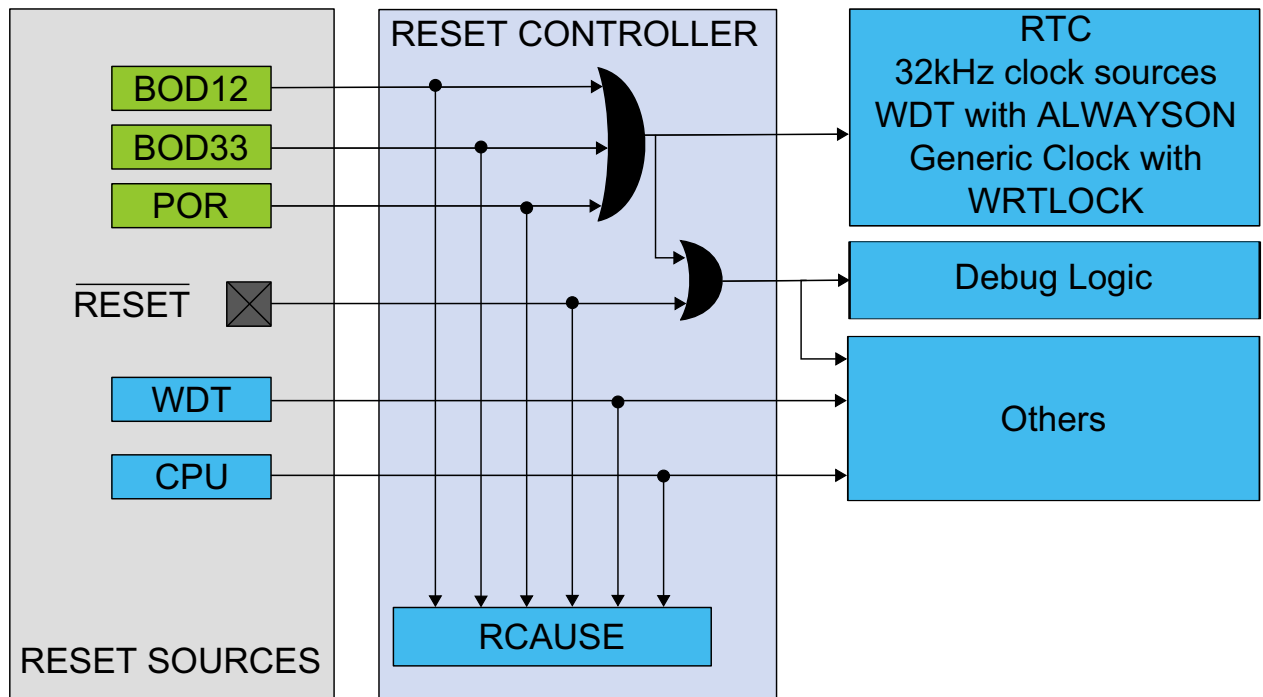 RESET SOURCES
BOD12
BOD33
POR
RESET
WDT
CPU
RESET CONTROLLER
RCAUSE
RTC
32kHz clock sources
WDT with ALWAYSON
Generic Clock with
WRTLOCK
Debug Logic
Others